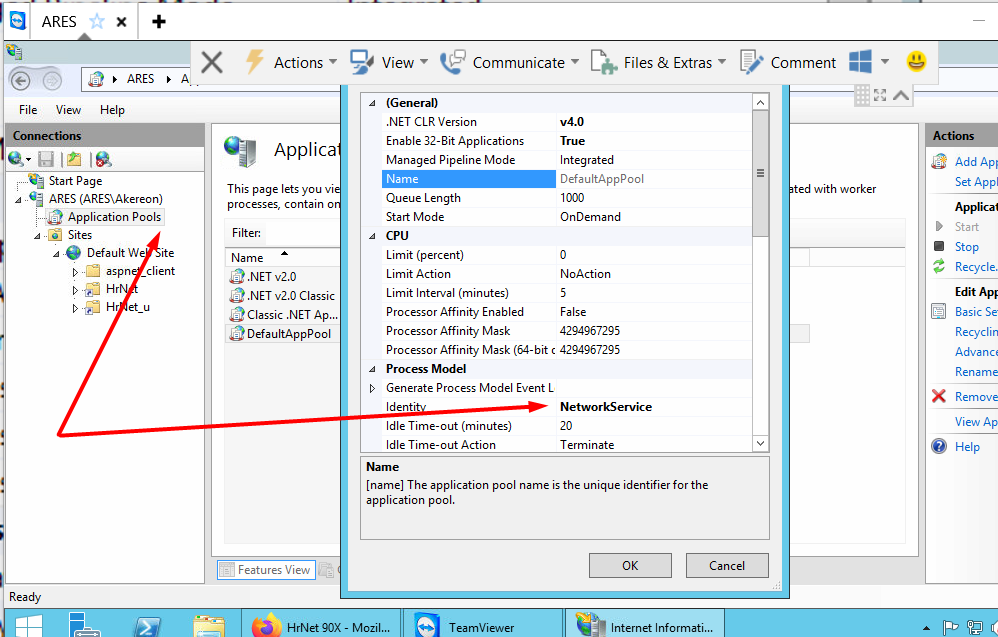 ARES
Actions
View
Communicate
Files & Extras
Comment
ARES
File View Help
Connections
Start Page
ARES (ARES\Akereon)
Application Pools
Sites
Default Web Site
aspnet_client
HrNet
HrNet_u
This page lets you
processes, contain
ated with worker
Filter:
Name
.NET v2.0
.NET v2.0 Classic
Classic .NET Ap...
DefaultAppPool
(General)
.NET CLR Version v4.0
Enable 32-Bit Applications True
Managed Pipeline Mode Integrated
Name DefaultAppPool
Queue Length 1000
Start Mode OnDemand
CPU
Limit (percent) 0
Limit Action NoAction
Limit Interval (minutes) 5
Processor Affinity Enabled False
Processor Affinity Mask 4294967295
Processor Affinity Mask (64-bit 4294967295
Process Model
Generate Process Model Event L
Identity NetworkService
Idle Time-out (minutes) 20
Idle Time-out Action Terminate
Name
[name] The application pool name is the unique identifier for the
application pool.
OK Cancel
Features View
Actions
Add App
Set Appl
Applicat
Start
Stop
Recycle.
Edit App
Basic Se
Recyclin
Advance
Rename
Remove
View Ap
Help
Ready
HrNet 90X - Mozil...
TeamViewer
Internet Informati...